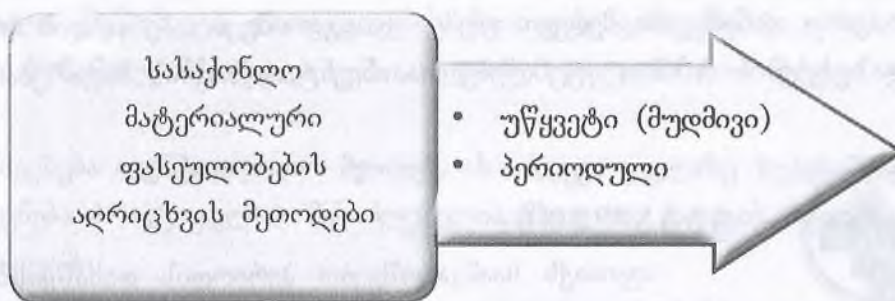 სასაქონლო
მატერიალური
ფასეულობების
აღრიცხვის მეთოდები
• უწყვეტი (მუდმივი)
• პერიოდული